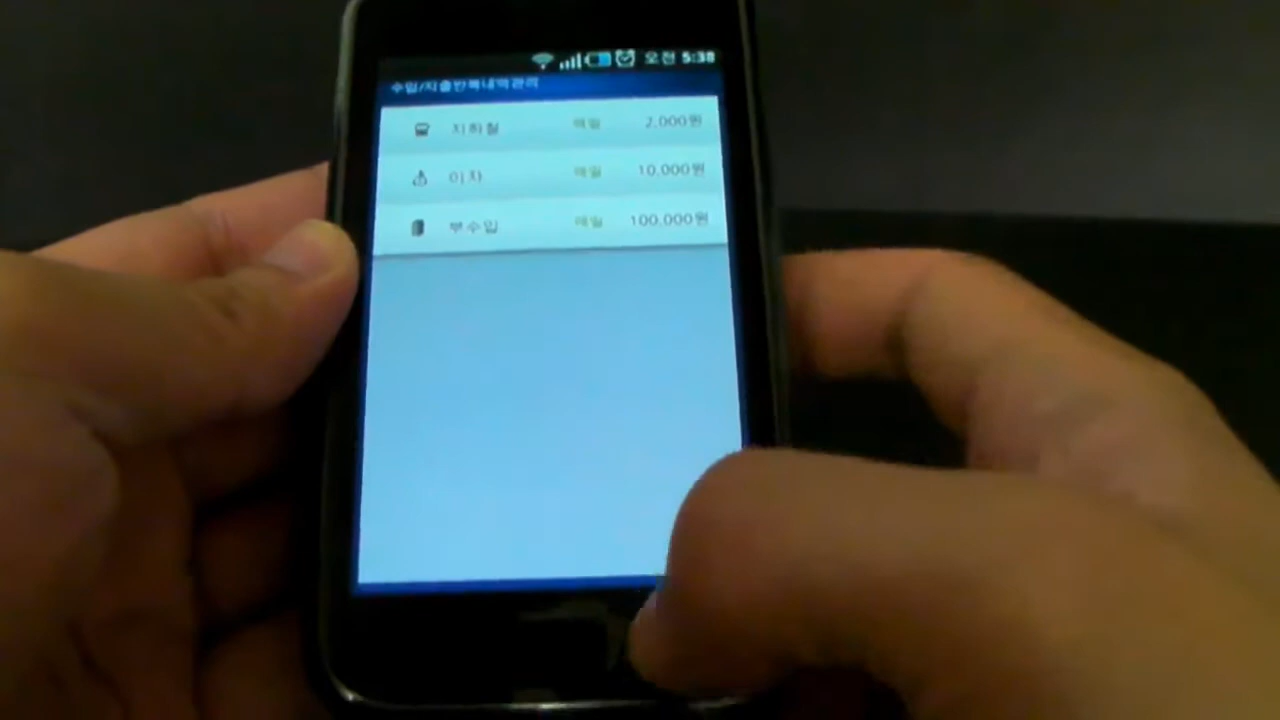 오전 5:38
수입/지출반복내역관리
지하철 매일 2,000원
이자 매일 10,000원
부수입 매일 100,000원